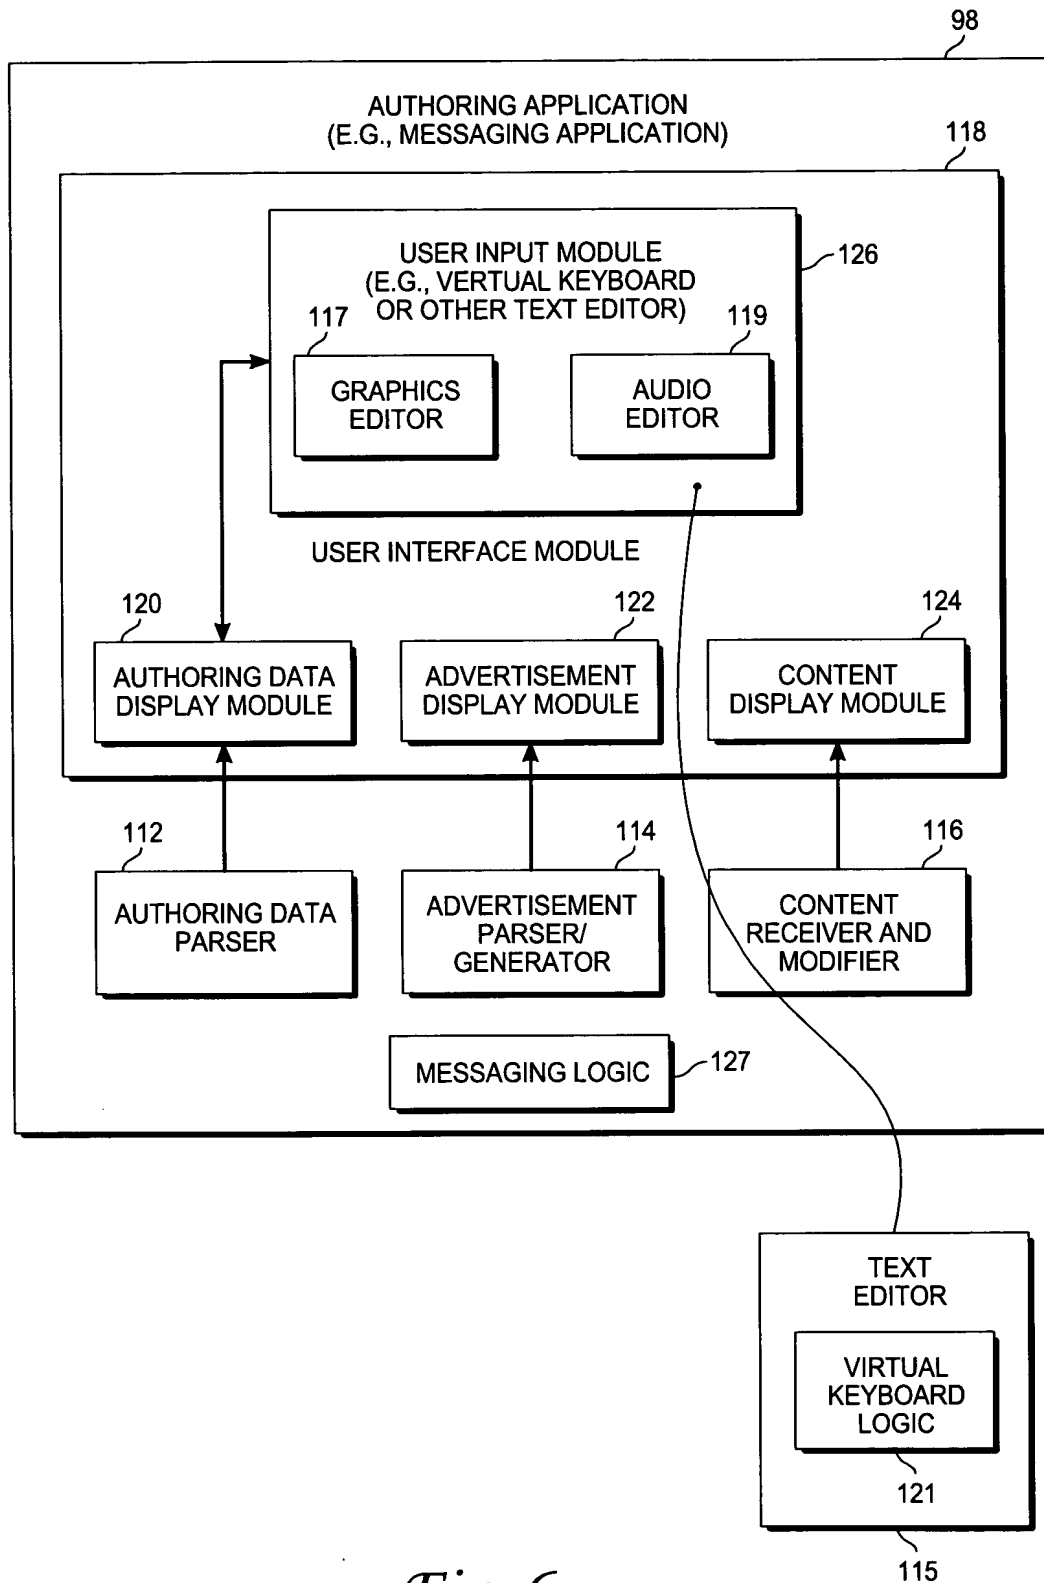 98
AUTHORING APPLICATION
(E.G., MESSAGING APPLICATION)
118
USER INPUT MODULE
(E.G., VERTUAL KEYBOARD
OR OTHER TEXT EDITOR)
126
117
GRAPHICS
EDITOR
119
AUDIO
EDITOR
USER INTERFACE MODULE
120
AUTHORING DATA
DISPLAY MODULE
122
ADVERTISEMENT
DISPLAY MODULE
124
CONTENT
DISPLAY MODULE
112
AUTHORING DATA
PARSER
114
ADVERTISEMENT
PARSER/
GENERATOR
116
CONTENT
RECEIVER AND
MODIFIER
MESSAGING LOGIC
127
TEXT
EDITOR
VIRTUAL
KEYBOARD
LOGIC
121
115
Fig. 6